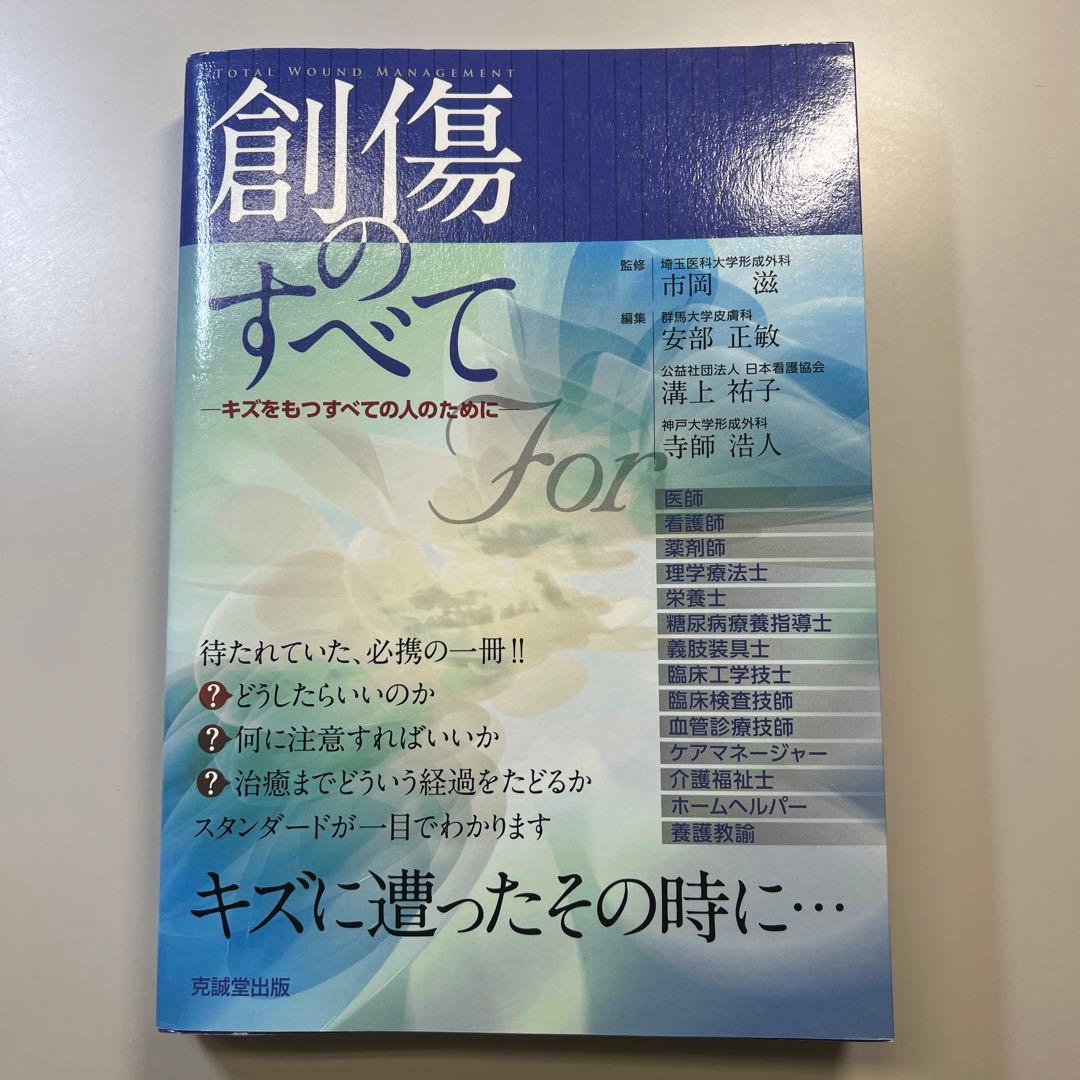 TOTAL WOUND MANAGEMENT
創傷
の
すべて
―キズをもつすべての人のために―
監修 埼玉医科大学形成外科
市岡 滋
編集 群馬大学皮膚科
安部 正敏
公益社団法人 日本看護協会
溝上 祐子
神戸大学形成外科
寺師 浩人
For
医師
看護師
薬剤師
理学療法士
栄養士
糖尿病療養指導士
義肢装具士
臨床工学技士
臨床検査技師
血管診療技師
ケアマネージャー
介護福祉士
ホームヘルパー
養護教諭
待たれていた、必携の一冊!!
? どうしたらいいのか
? 何に注意すればいいか
? 治癒までどういう経過をたどるか
スタンダードが一目でわかります
キズに遭ったその時に…
克誠堂出版